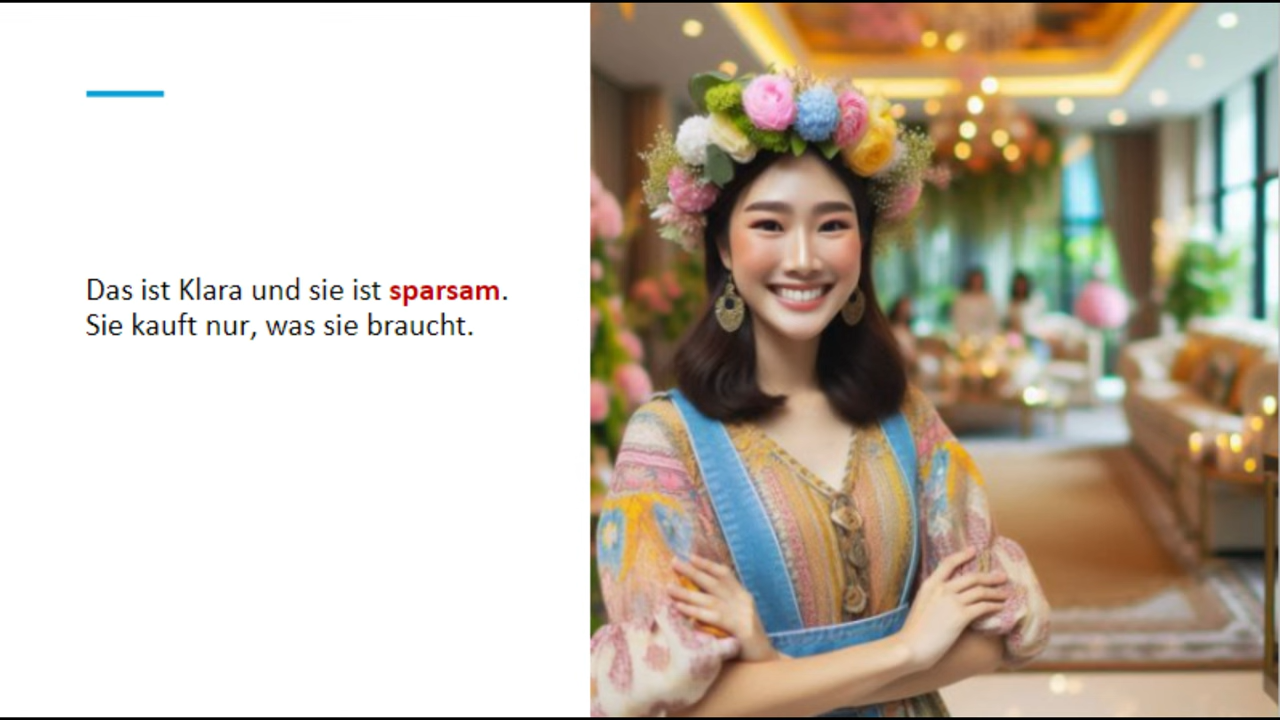 Das ist Klara und sie ist sparsam.
Sie kauft nur, was sie braucht.